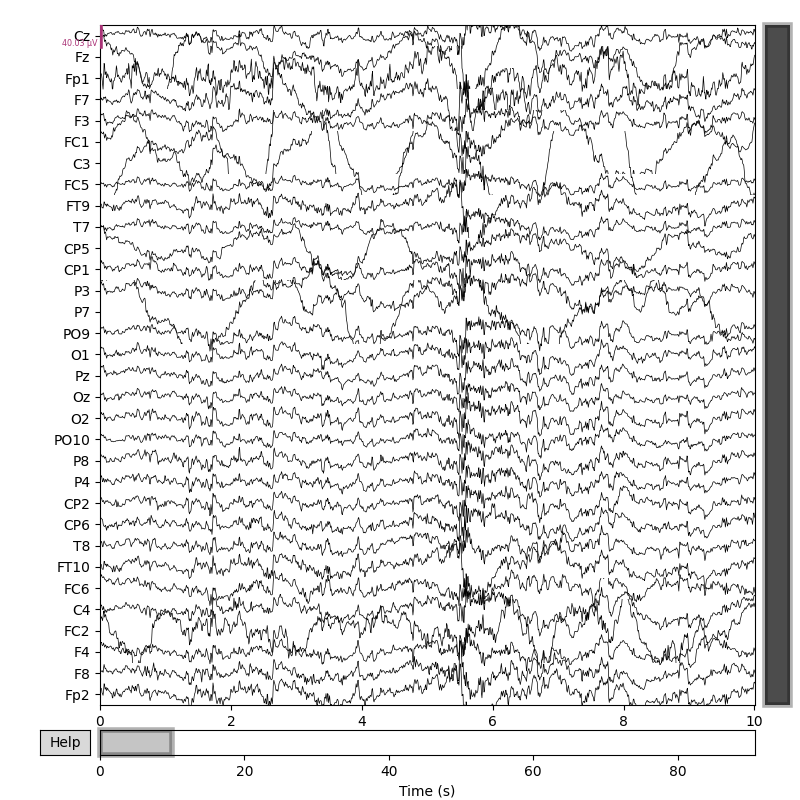 Cz
40.03 µV
Fz
Fp1
F7
F3
FC1
C3
FC5
FT9
T7
CP5
CP1
P3
P7
PO9
O1
Pz
Oz
O2
PO10
P8
P4
CP2
CP6
T8
FT10
FC6
C4
FC2
F4
F8
Fp2
0 2 4 6 8 10
Help
0 20 40 60 80
Time (s)